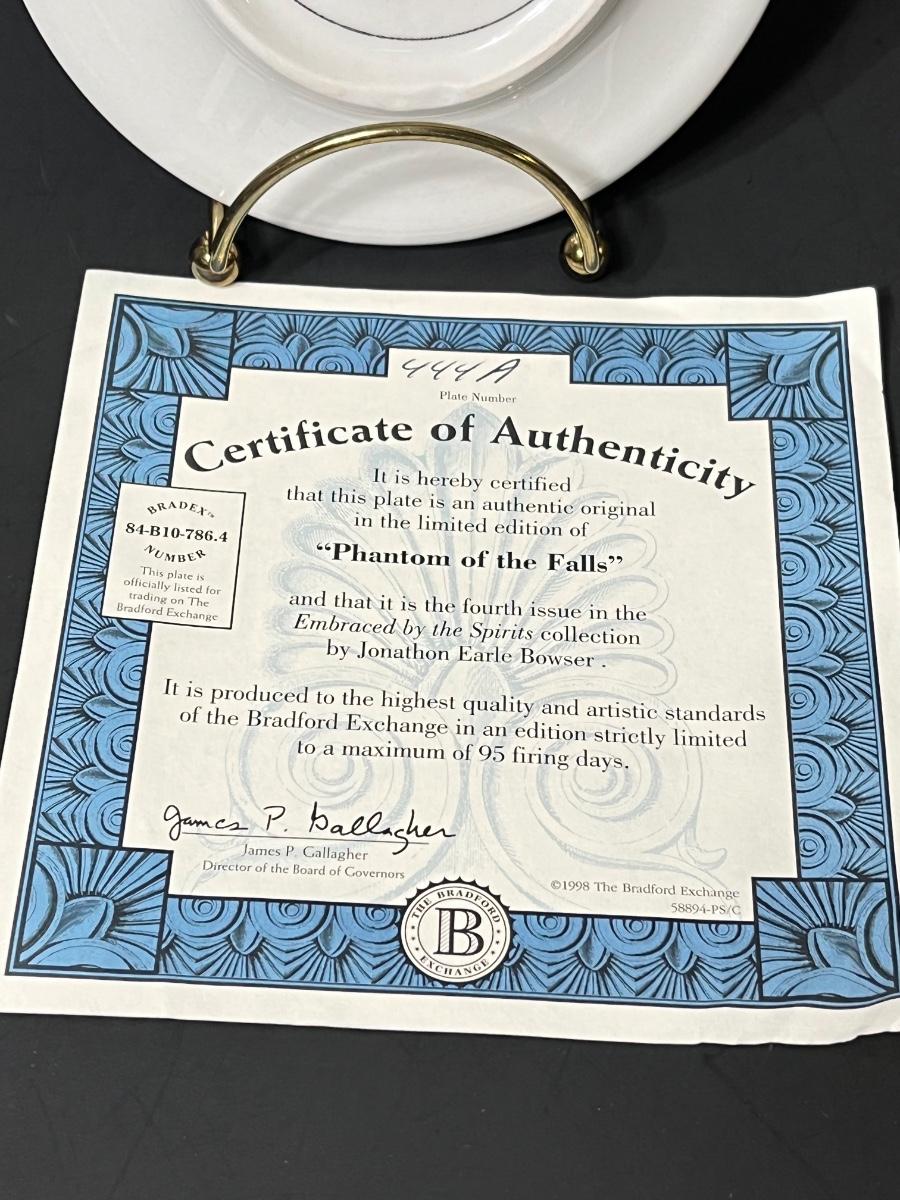 444A
Plate Number
Certificate of Authenticity
It is hereby certified
that this plate is an authentic original
in the limited edition of
“Phantom of the Falls”
and that it is the fourth issue in the
Embraced by the Spirits collection
by Jonathon Earle Bowser .
BRADEX™
84-B10-786.4
NUMBER
This plate is
officially listed for
trading on The
Bradford Exchange
It is produced to the highest quality and artistic standards
of the Bradford Exchange in an edition strictly limited
to a maximum of 95 firing days.
James P. Gallagher
James P. Gallagher
Director of the Board of Governors
©1998 The Bradford Exchange
58894-PS/C
THE BRADFORD
B
EXCHANGE